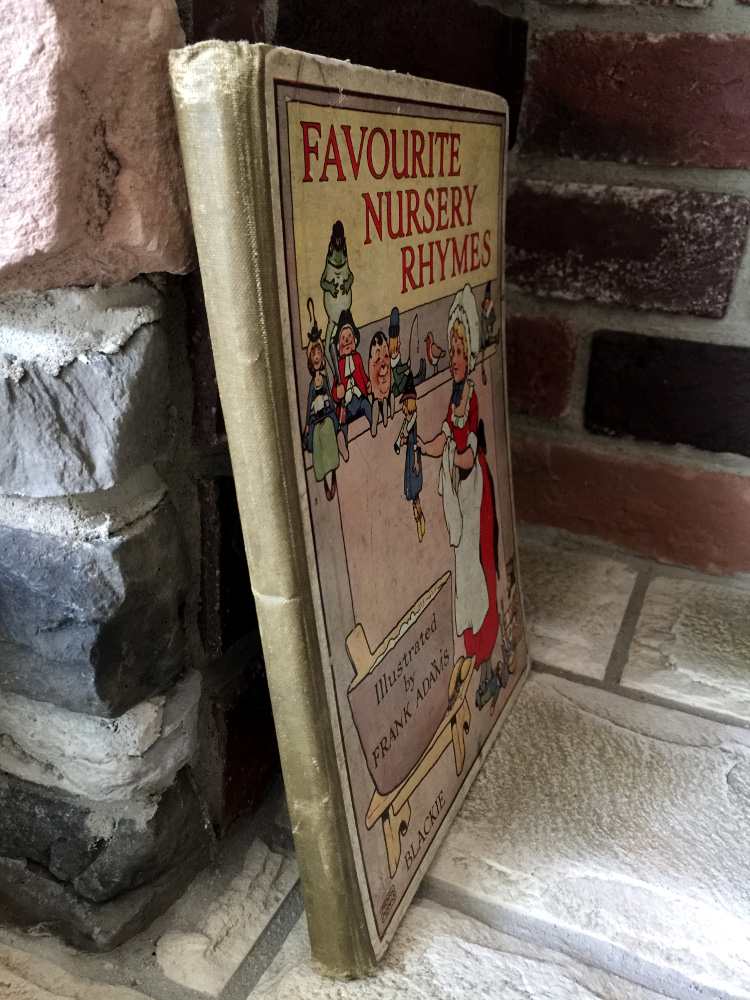 FAVOURITE
NURSERY
RHYMES
Illustrated
by
FRANK ADAMS
BLACKIE